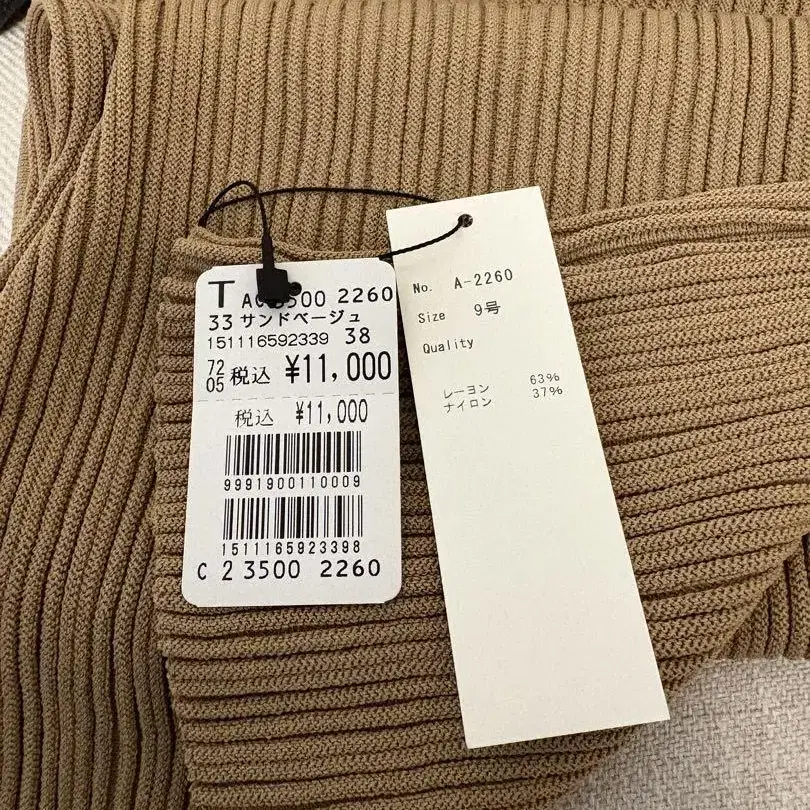 T A 3500 2260
33 サンドベージュ
151116592339 38
72
05 税込 ¥11,000
税込 ¥11,000
9991900110009
1511165923398
C 2 3500 2260
No. A-2260
Size 9号
Quality
レーヨン 63%
ナイロン 37%